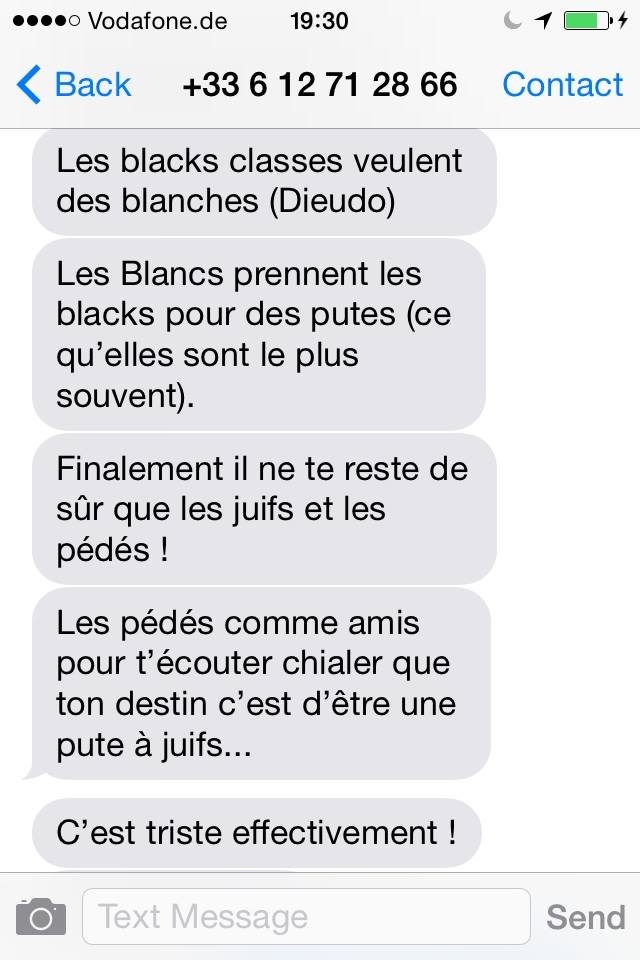 Vodafone.de 19:30
Back +33 6 12 71 28 66 Contact
Les blacks classes veulent
des blanches (Dieudo)
Les Blancs prennent les
blacks pour des putes (ce
qu’elles sont le plus
souvent).
Finalement il ne te reste de
sûr que les juifs et les
pédés !
Les pédés comme amis
pour t’écouter chialer que
ton destin c’est d’être une
pute à juifs...
C’est triste effectivement !
Text Message Send